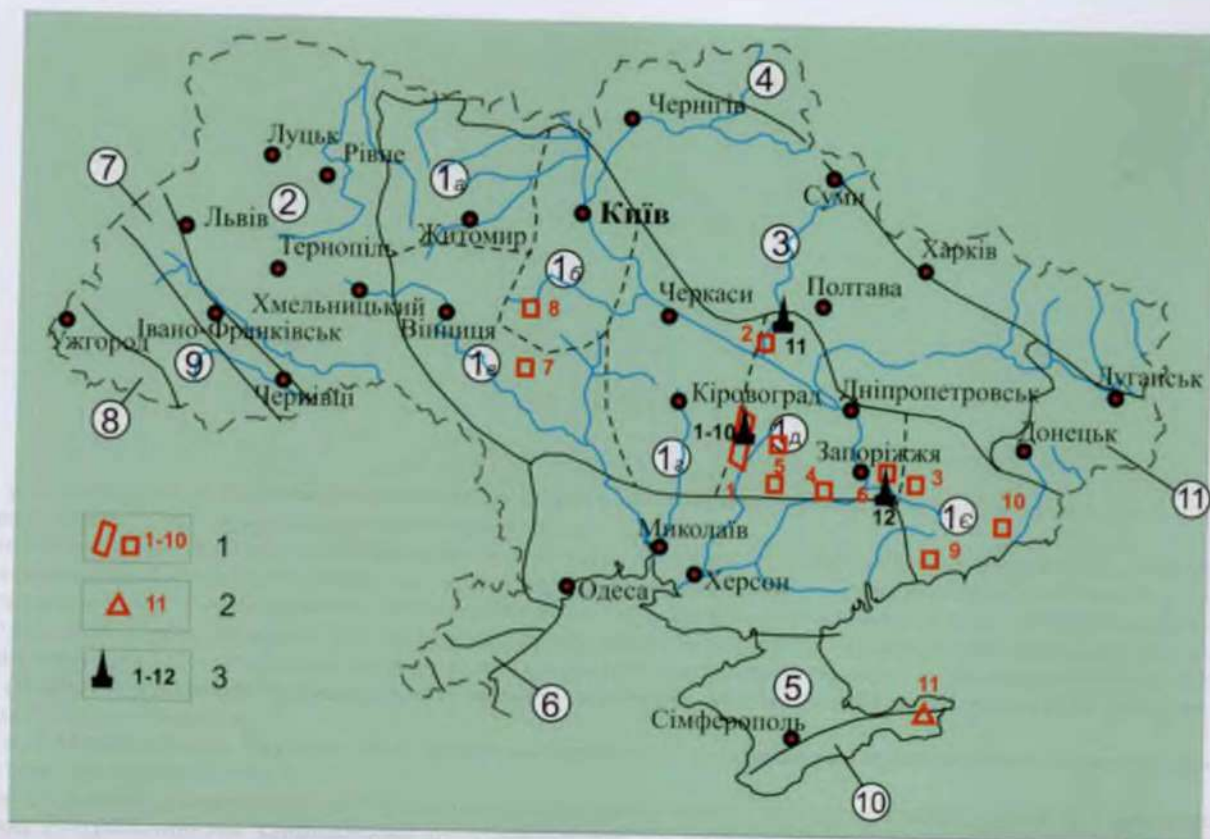 4
Чернігів
Луцьк
Рівне
7
1а
Суми
2
Львів
Київ
Житомир
3
Харків
Тернопіль
1б
Полтава
Хмельницький
8
Черкаси
Вінниця
Івано-Франківськ
2
11
Ужгород
9
1в
7
Луганськ
Чернівці
Кіровоград
Дніпропетровськ
8
1-10
1д
Донецьк
1г
Запоріжжя
5
4
3
11
1
6
10
12
1є
Миколаїв
9
1-10
1
Херсон
Одеса
11
2
1-12
3
5
11
6
Сімферополь
10